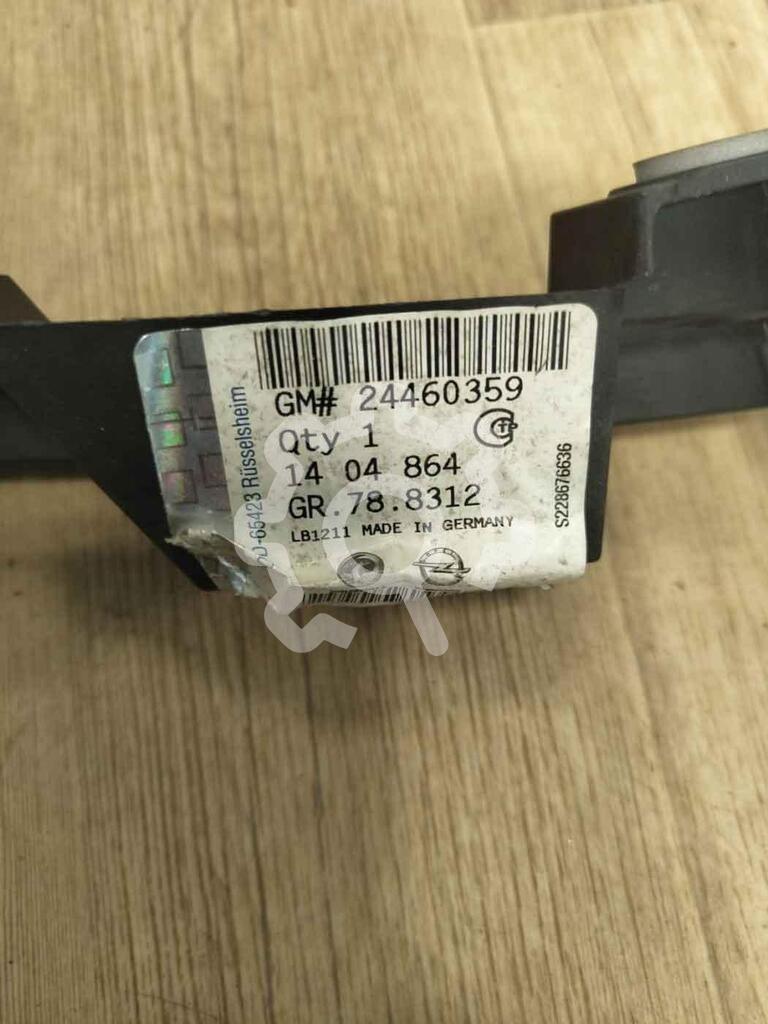 GM# 24460359
Qty 1
14 04 864
GR.78.8312
LB1211 MADE IN GERMANY
D-65423 Rüsselsheim
S228676636